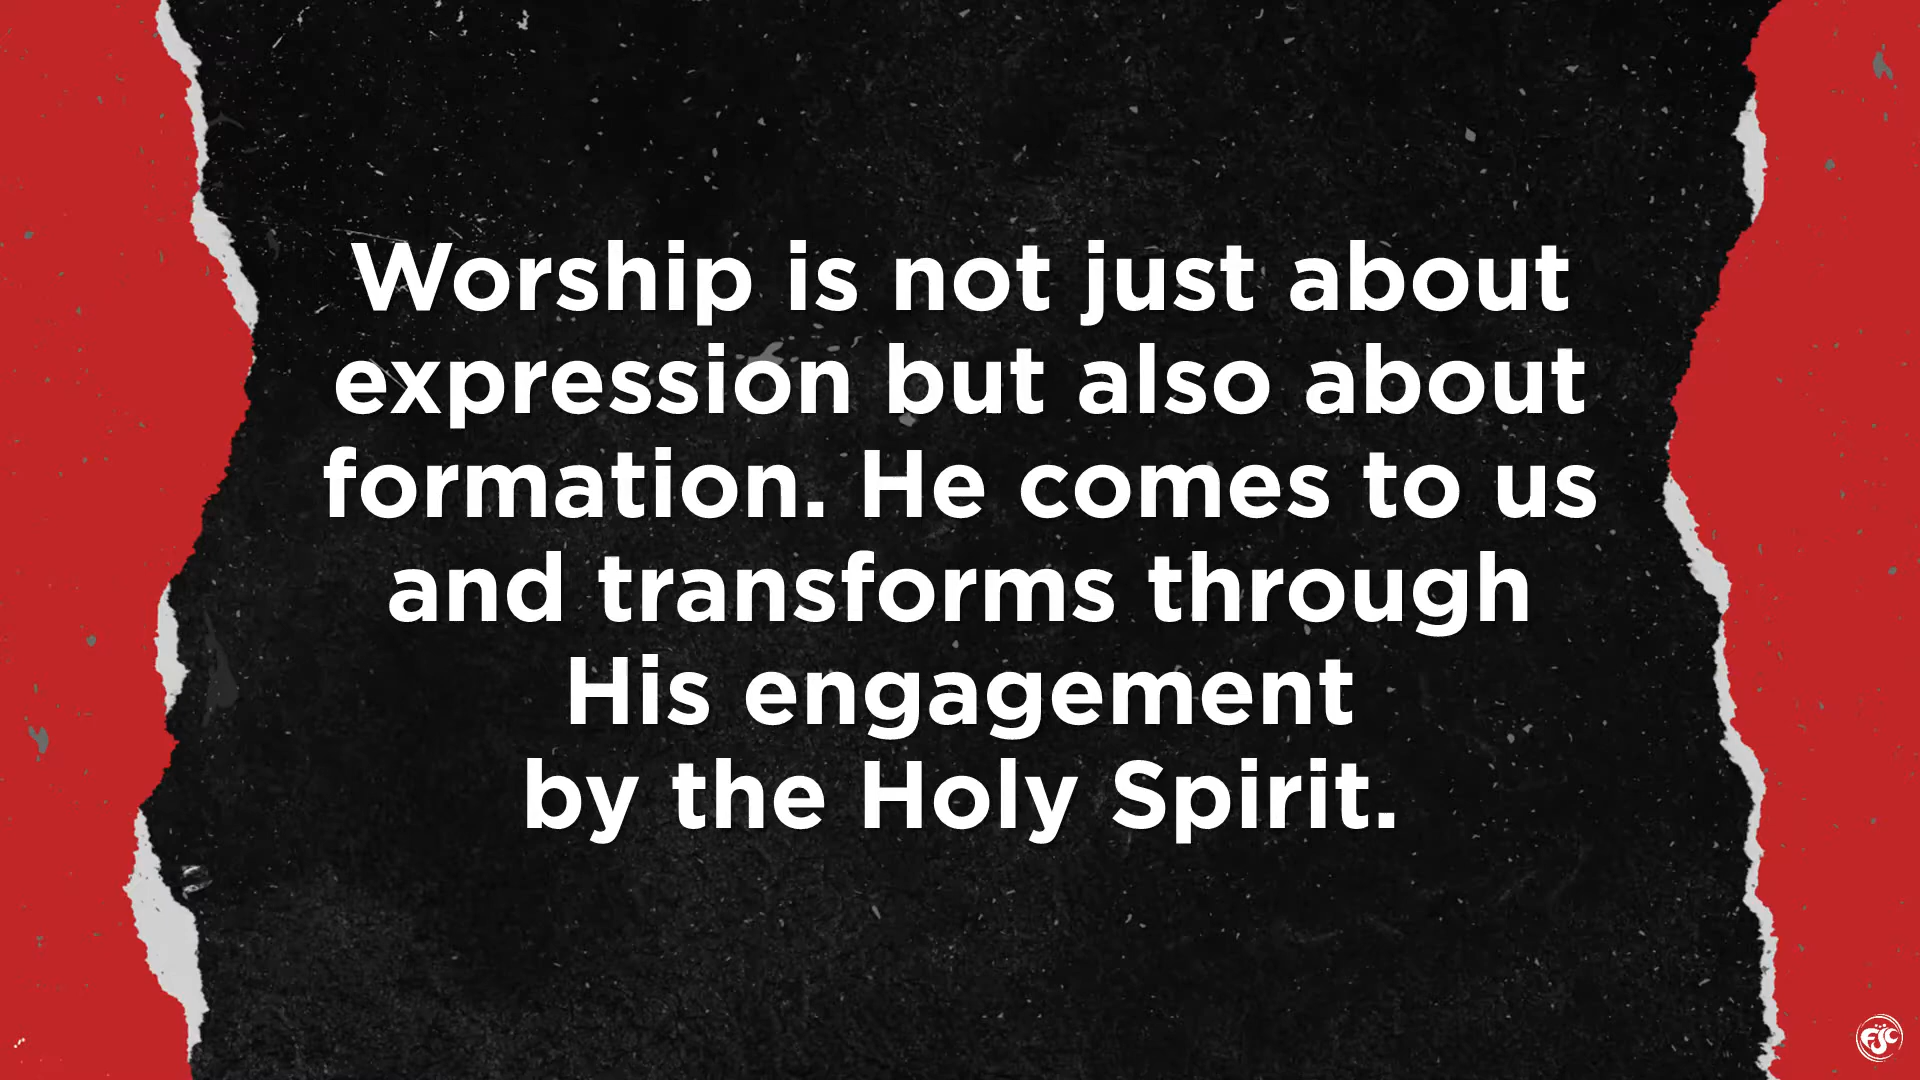 Worship is not just about
expression but also about
formation. He comes to us
and transforms through
His engagement
by the Holy Spirit.